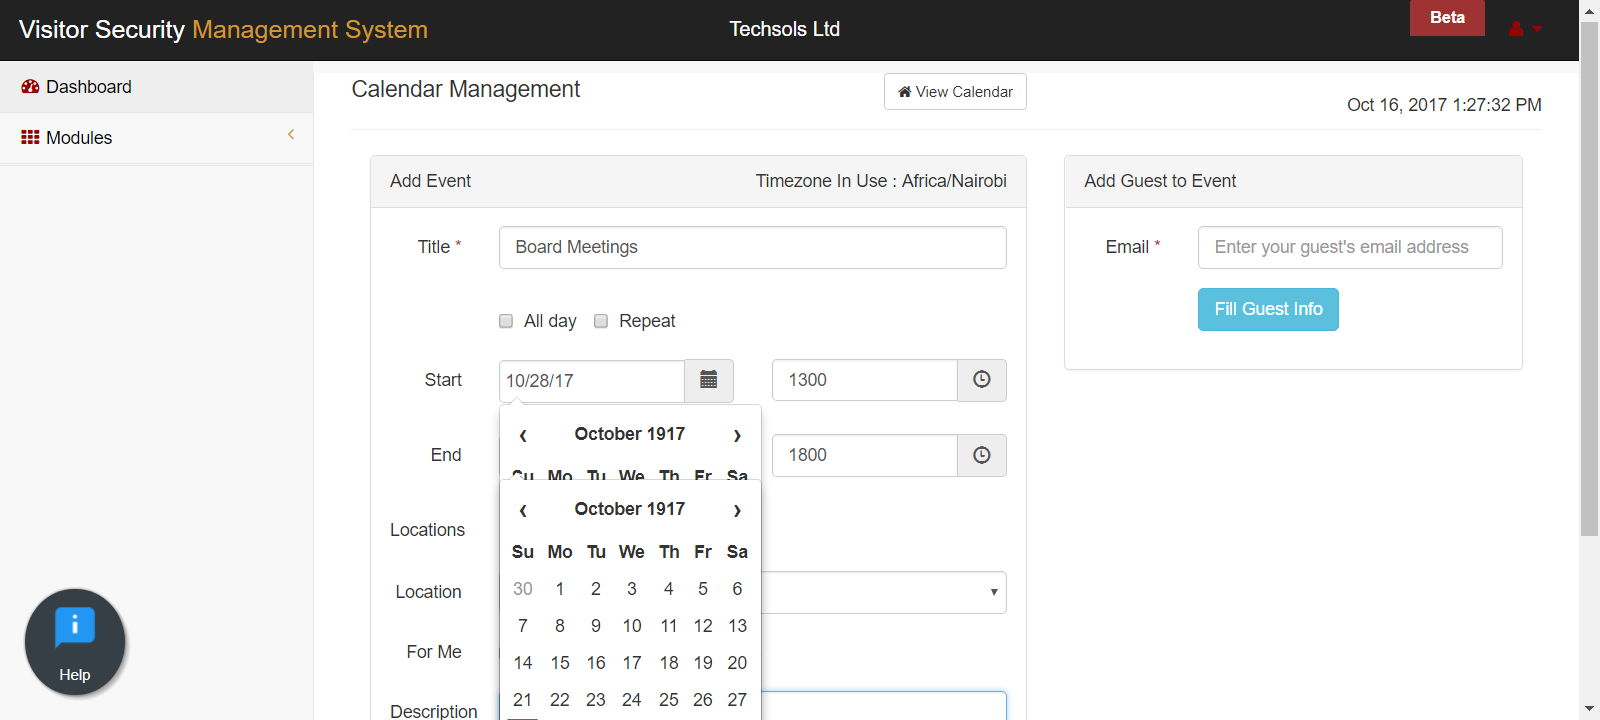 Visitor Security Management System
Techsols Ltd
Beta
Dashboard
Modules
Calendar Management
View Calendar
Oct 16, 2017 1:27:32 PM
Add Event
Timezone In Use : Africa/Nairobi
Title *
Board Meetings
All day
Repeat
Start
10/28/17
1300
‹ October 1917 ›
Su Mo Tu We Th Fr Sa
End
1800
‹ October 1917 ›
Su Mo Tu We Th Fr Sa
30 1 2 3 4 5 6
7 8 9 10 11 12 13
14 15 16 17 18 19 20
21 22 23 24 25 26 27
Locations
Location
For Me
Description
Add Guest to Event
Email *
Enter your guest's email address
Fill Guest Info
Help